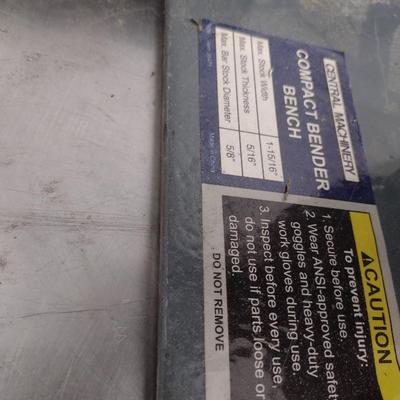 CENTRAL MACHINERY
COMPACT BENDER
BENCH
Max. Stock Width 1-15/16"
Max. Stock Thickness 5/16"
Max. Bar Stock Diameter 5/8"
Made in China
CAUTION
To prevent injury:
1. Secure before use.
2. Wear ANSI-approved safety
goggles and heavy-duty
work gloves during use.
3. Inspect before every use,
do not use if parts loose or
damaged.
DO NOT REMOVE